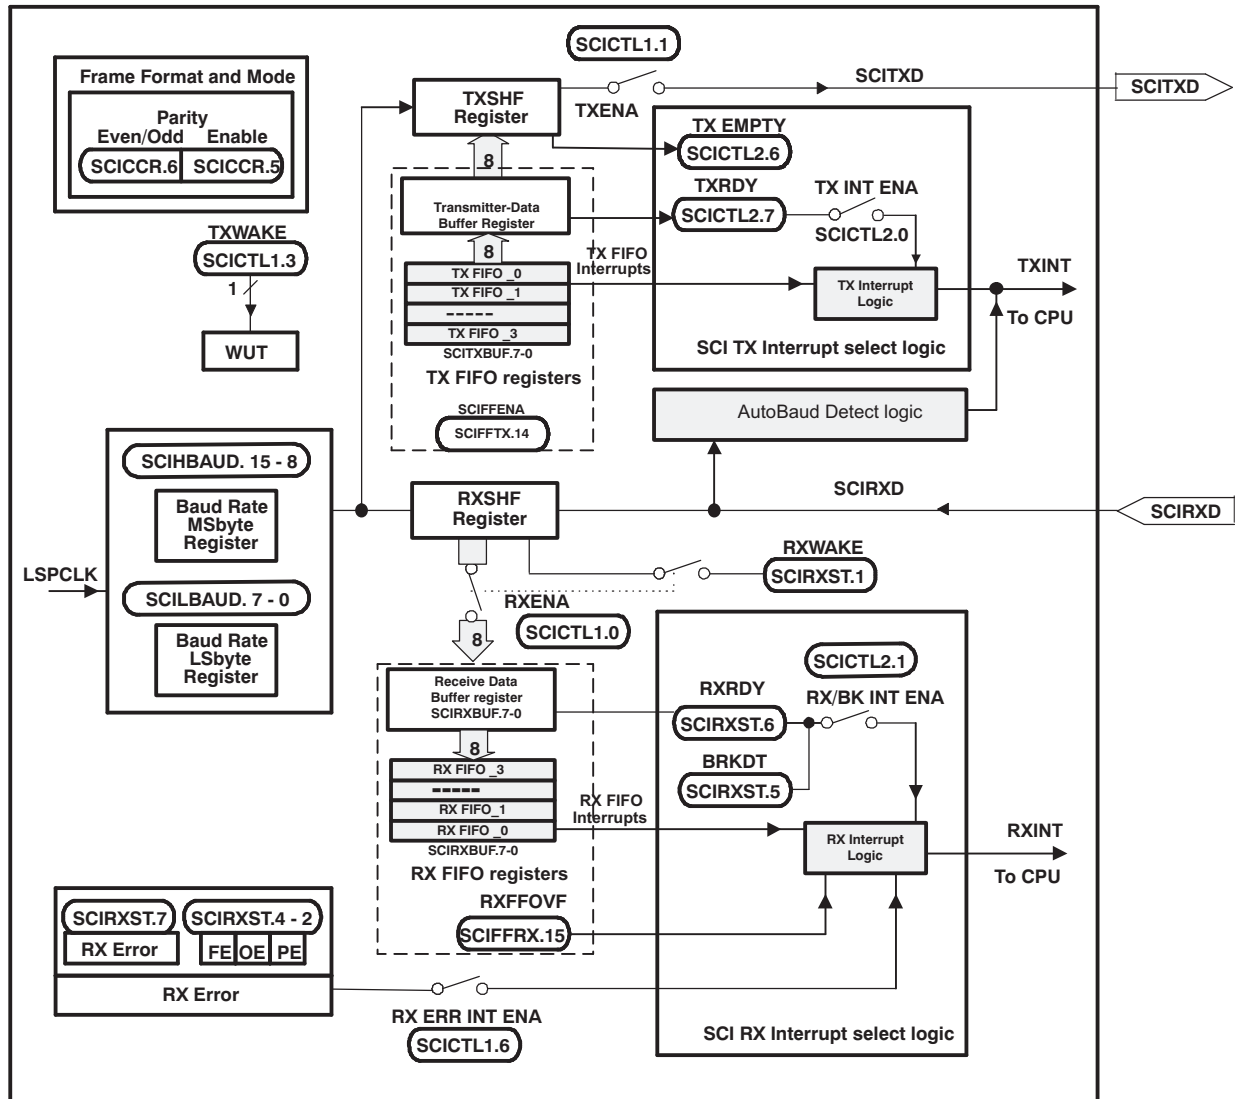 SCICTL1.1
Frame Format and Mode
Parity
Even/Odd Enable
SCICCR.6 SCICCR.5
TXSHF
Register
TXENA
SCITXD
SCITXD
TX EMPTY
SCICTL2.6
8
TXRDY
SCICTL2.7
TX INT ENA
SCICTL2.0
Transmitter-Data
Buffer Register
8
TX FIFO
Interrupts
TX FIFO _0
TX FIFO _1
-----
TX FIFO _3
SCITXBUF.7-0
TX FIFO registers
SCIFFENA
SCIFFTX.14
TX Interrupt
Logic
TXINT
To CPU
SCI TX Interrupt select logic
TXWAKE
SCICTL1.3
1
WUT
AutoBaud Detect logic
SCIHBAUD. 15 - 8
Baud Rate
MSbyte
Register
LSPCLK
SCILBAUD. 7 - 0
Baud Rate
LSbyte
Register
RXSHF
Register
SCIRXD
SCIRXD
RXWAKE
SCIRXST.1
RXENA
SCICTL1.0
8
Receive Data
Buffer register
SCIRXBUF.7-0
8
RX FIFO _3
-----
RX FIFO_1
RX FIFO _0
SCIRXBUF.7-0
RX FIFO registers
RX FIFO
Interrupts
SCICTL2.1
RXRDY
RX/BK INT ENA
SCIRXST.6
BRKDT
SCIRXST.5
RX Interrupt
Logic
RXINT
To CPU
RXFFOVF
SCIFFRX.15
SCIRXST.7 SCIRXST.4 - 2
RX Error FE OE PE
RX Error
RX ERR INT ENA
SCICTL1.6
SCI RX Interrupt select logic